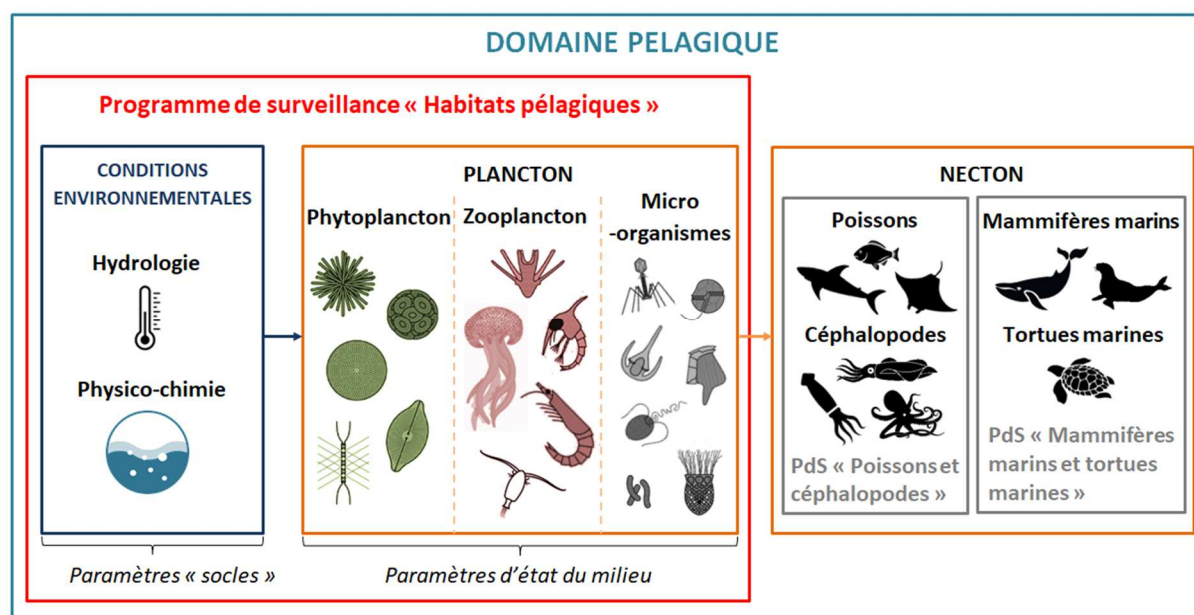 DOMAINE PELAGIQUE
Programme de surveillance « Habitats pélagiques »
CONDITIONS
ENVIRONNEMENTALES
Hydrologie
Physico-chimie
PLANCTON
Phytoplancton
Zooplancton
Micro
-organismes
NECTON
Poissons
Céphalopodes
PdS « Poissons et
céphalopodes »
Mammifères marins
Tortues marines
PdS « Mammifères
marins et tortues
marines »
Paramètres « socles »
Paramètres d’état du milieu